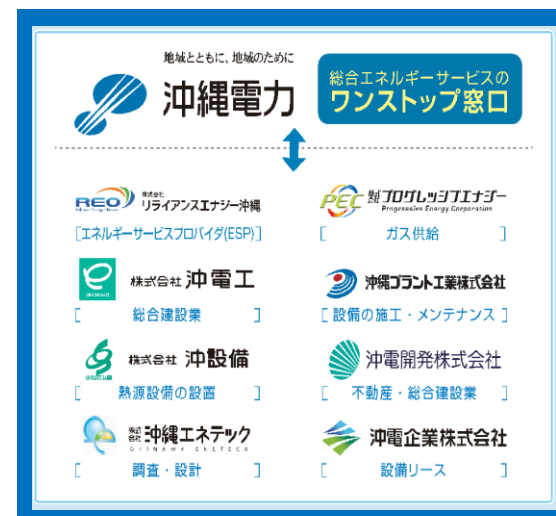 地域とともに、地域のために
沖縄電力
総合エネルギーサービスの
ワンストップ窓口
REO 株式会社 リライアンスエナジー沖縄
[エネルギーサービスプロバイダ(ESP)]
PEC 株式会社 プログレッシブエナジー
Progressive Energy Corporation
[ ガス供給 ]
株式会社 沖電工
[ 総合建設業 ]
沖縄プラント工業株式会社
[ 設備の施工・メンテナンス ]
株式会社 沖設備
[ 熱源設備の設置 ]
沖電開発株式会社
[ 不動産・総合建設業 ]
株式会社 沖縄エネテック
OKINAWA ENETECH
[ 調査・設計 ]
沖電企業株式会社
[ 設備リース ]